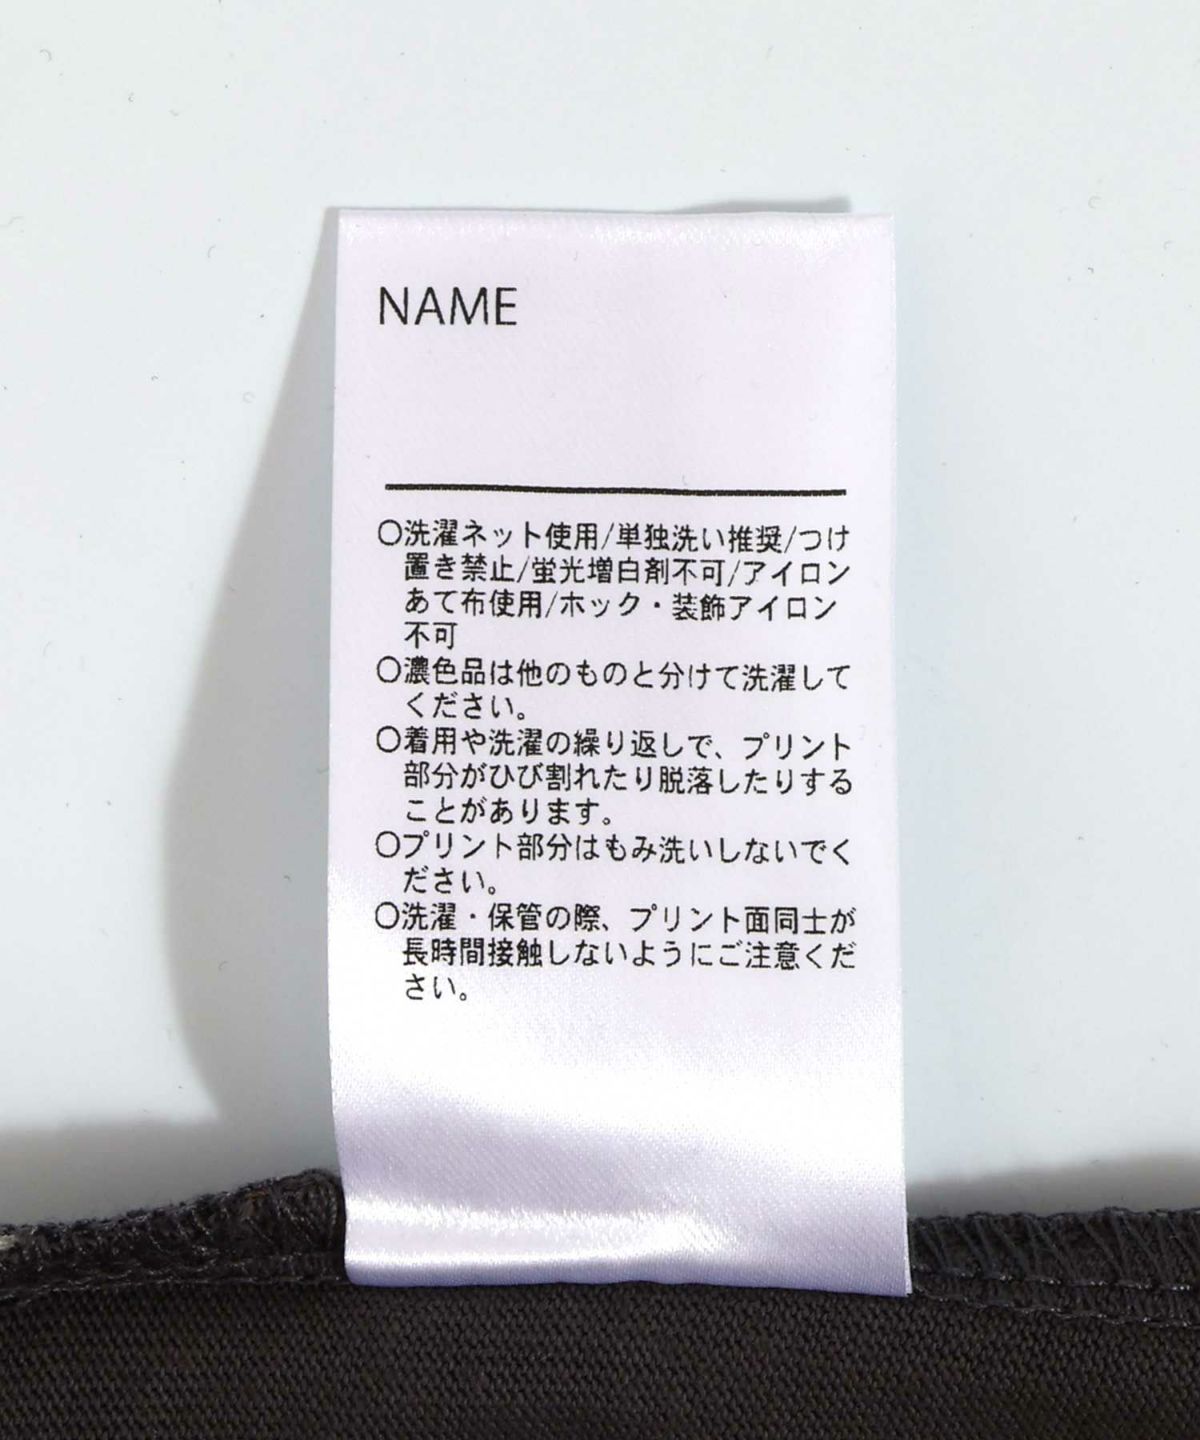 NAME
○洗濯ネット使用/単独洗い推奨/つけ
置き禁止/蛍光増白剤不可/アイロン
あて布使用/ホック・装飾アイロン
不可
○濃色品は他のものと分けて洗濯して
ください。
○着用や洗濯の繰り返しで、プリント
部分がひび割れたり脱落したりする
ことがあります。
○プリント部分はもみ洗いしないでく
ださい。
○洗濯・保管の際、プリント面同士が
長時間接触しないようにご注意くだ
さい。